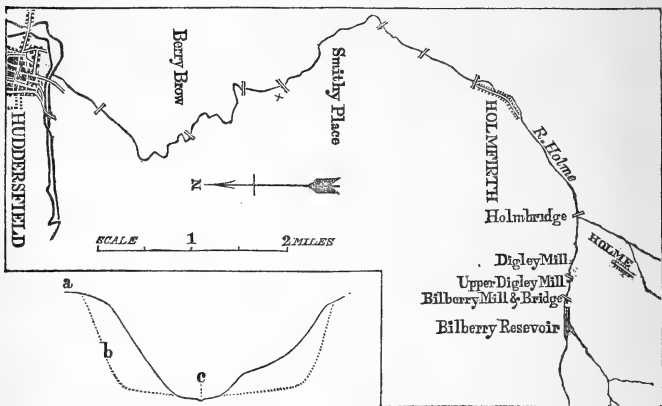 HUDDERSFIELD
Berry Brow
Smithy Place
HOLMFIRTH
R. Holme
Holmbridge
HOLME
Digley Mill
Upper Digley Mill
Bilberry Mill & Bridge
Bilberry Resevoir
N
SCALE 1 2 MILES
a
b
c